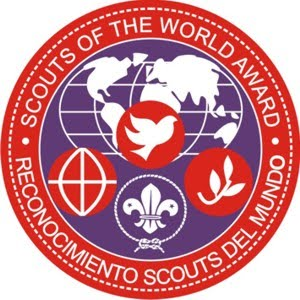 SCOUTS OF THE WORLD AWARD
RECONOCIMIENTO SCOUTS DEL MUNDO